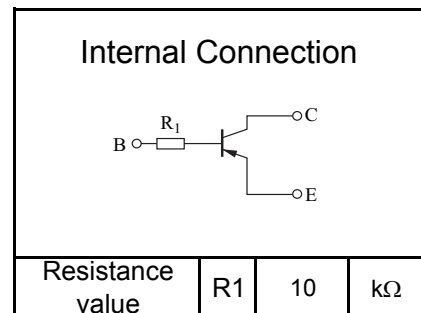 Internal Connection
C
R1
B
E
Resistance
value R1 10 kΩ